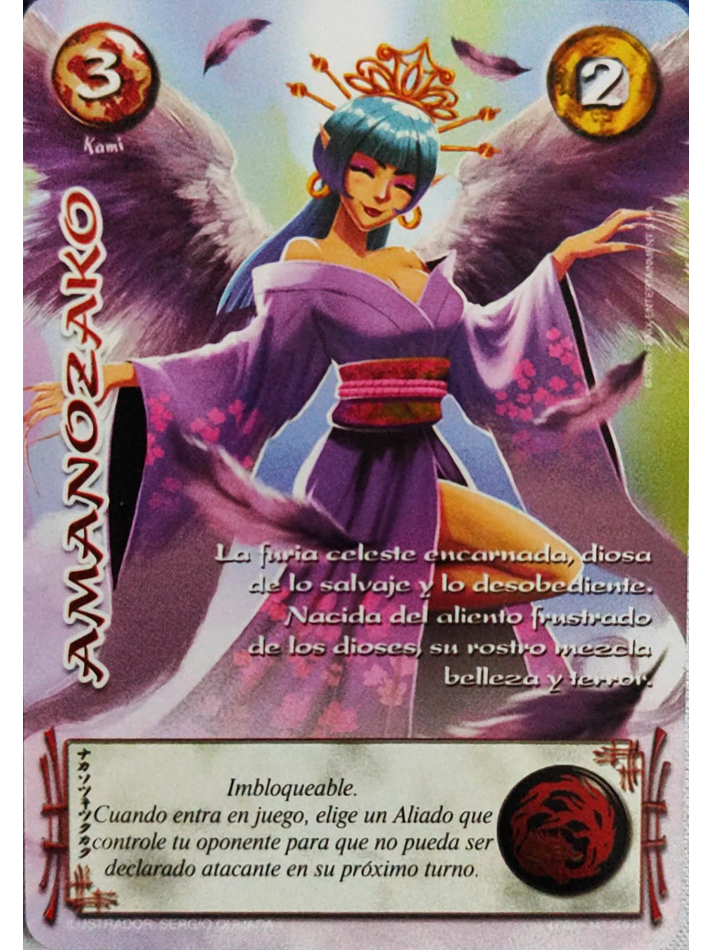 3
2
Kami
AMANOZAKO
La furia celeste encarnada, diosa
de lo salvaje y lo desobediente.
Nacida del aliento frustrado
de los dioses, su rostro mezcla
belleza y terror.
Imbloqueable.
Cuando entra en juego, elige un Aliado que
controle tu oponente para que no pueda ser
declarado atacante en su próximo turno.
ILUSTRADOR: SERGIO